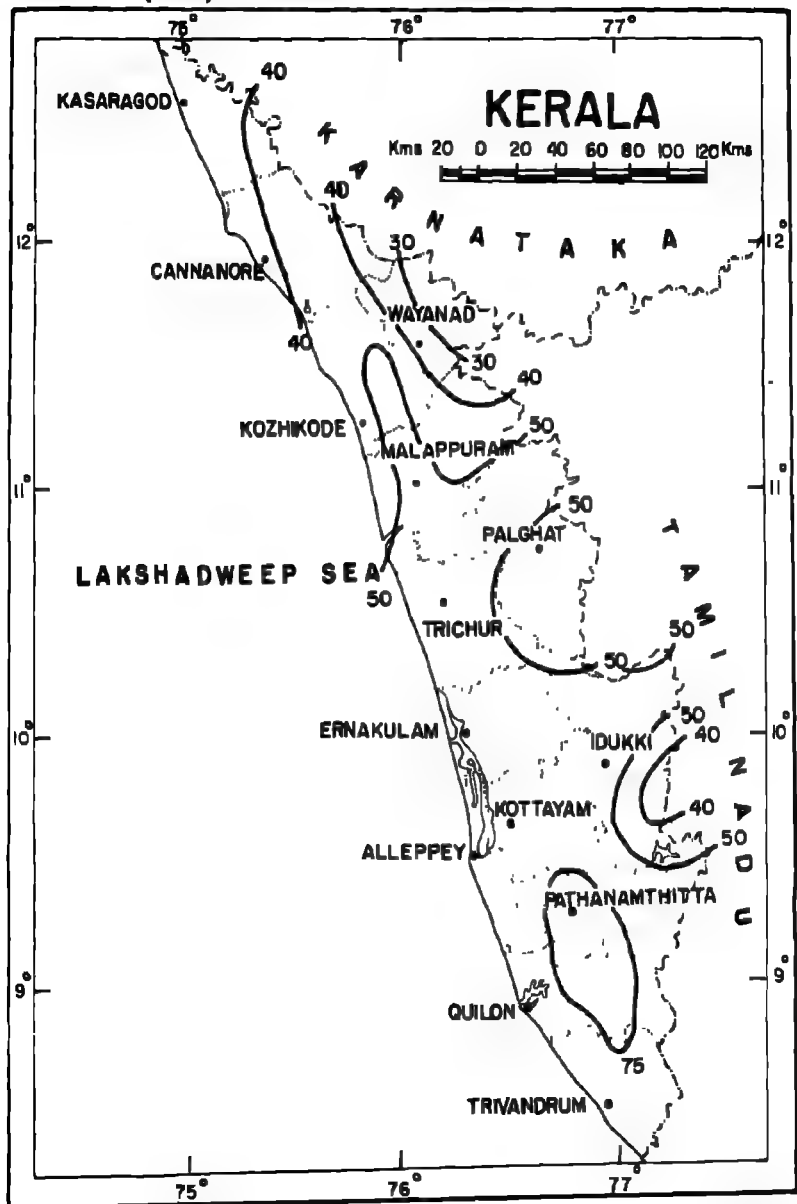 75° 76° 77°
40
KASARAGOD
KERALA
Kms 20 0 20 40 60 80 100 120 Kms
KARNATAKA
40
30
12° 12°
CANNANORE
WAYANAD
40
30
40
50
KOZHIKODE
MALAPPURAM
11° 11°
50
PALGHAT
TAMIL NADU
LAKSHADWEEP SEA
50
TRICHUR
50
50
50
ERNAKULAM
10° 10°
IDUKKI
40
KOTTAYAM
40
ALLEPPEY
50
PATHANAMTHITTA
9° 9°
QUILON
75
TRIVANDRUM
75° 76° 77°